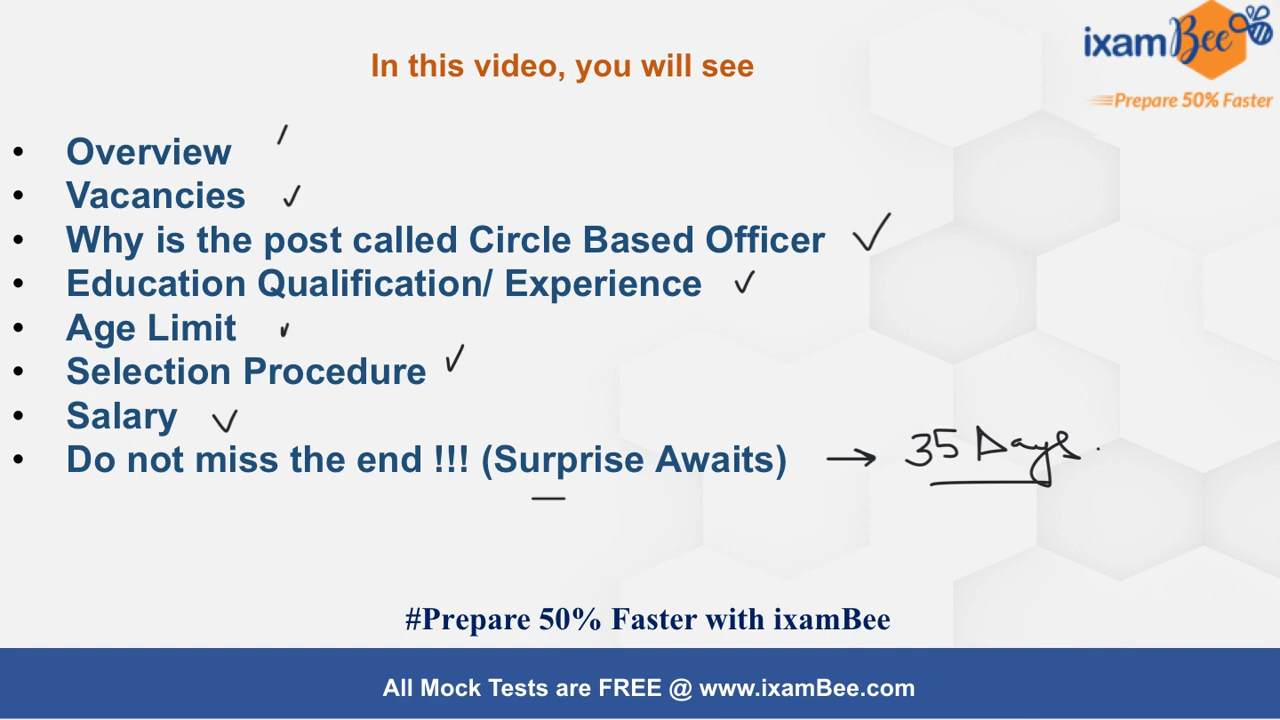 ixamBee
Prepare 50% Faster
In this video, you will see
• Overview
• Vacancies
• Why is the post called Circle Based Officer
• Education Qualification/ Experience
• Age Limit
• Selection Procedure
• Salary
• Do not miss the end !!! (Surprise Awaits) → 35 Days.
#Prepare 50% Faster with ixamBee
All Mock Tests are FREE @ www.ixamBee.com